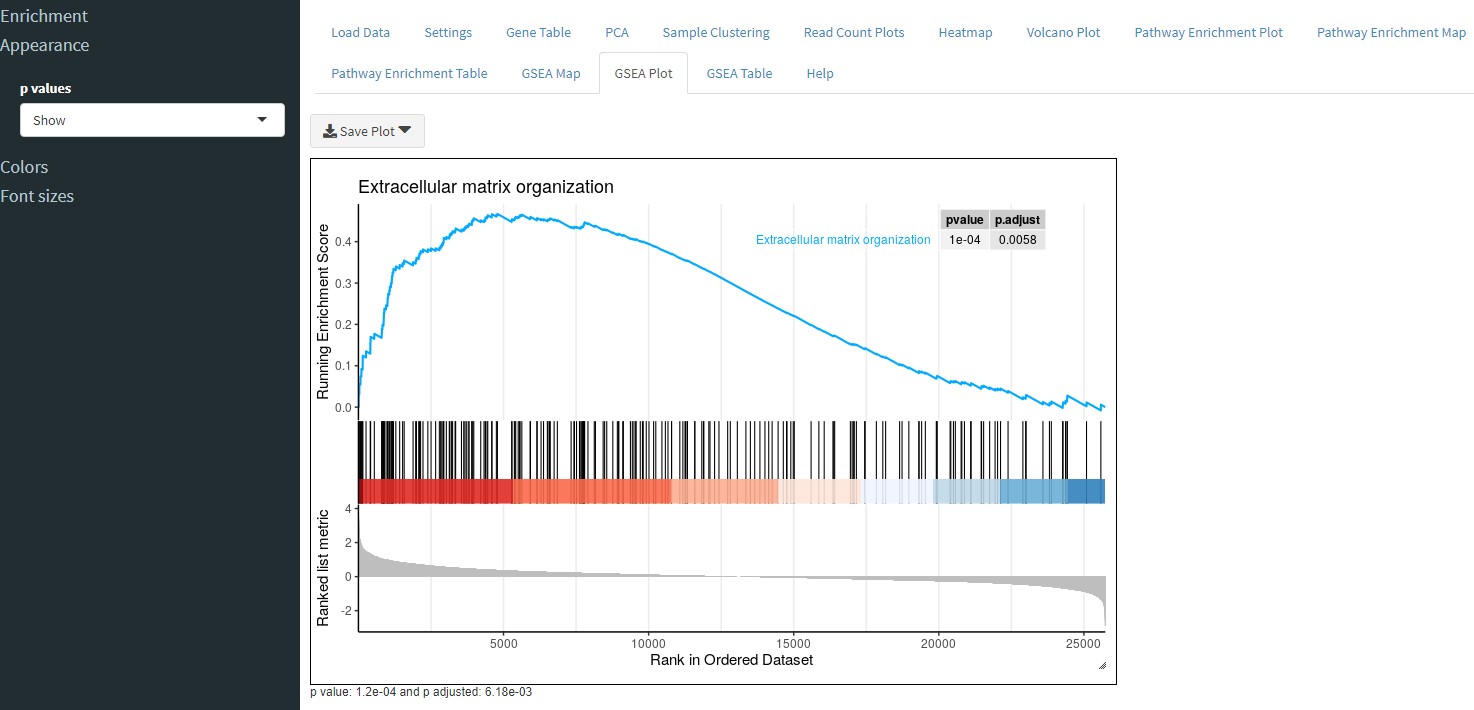 Enrichment
Appearance
p values
Show
Colors
Font sizes
Load Data Settings Gene Table PCA Sample Clustering Read Count Plots Heatmap Volcano Plot Pathway Enrichment Plot Pathway Enrichment Map
Pathway Enrichment Table GSEA Map GSEA Plot GSEA Table Help
Save Plot
Extracellular matrix organization
pvalue p.adjust
Extracellular matrix organization 1e-04 0.0058
Running Enrichment Score
0.4
0.3
0.2
0.1
0.0
Ranked list metric
4
2
0
-2
5000 10000 15000 20000 25000
Rank in Ordered Dataset
p value: 1.2e-04 and p adjusted: 6.18e-03